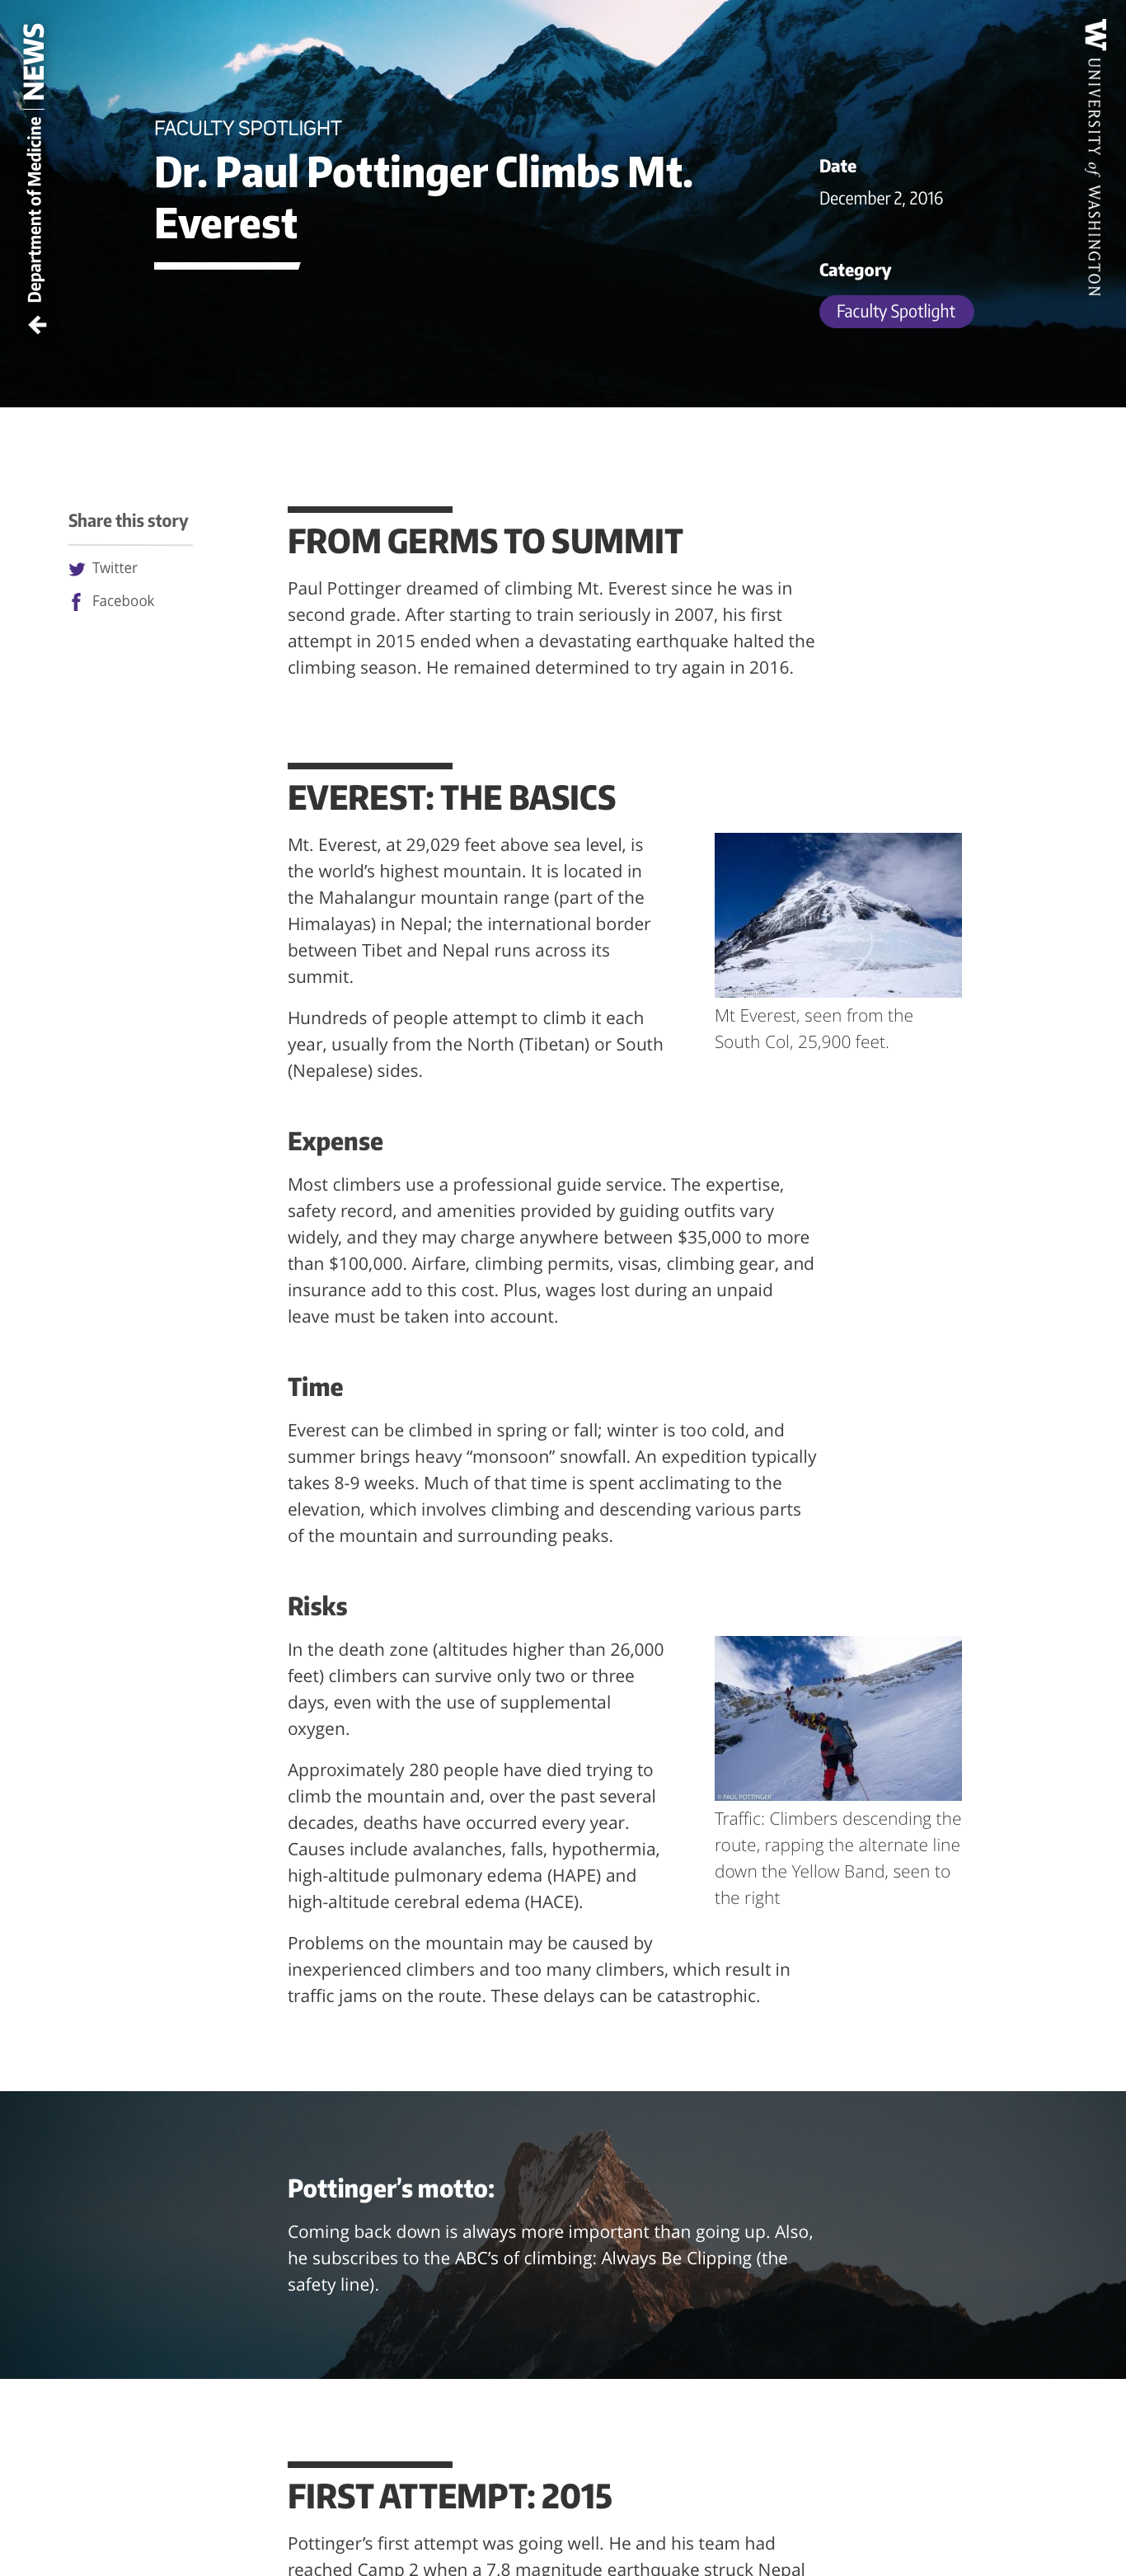 NEWS
Department of Medicine
W UNIVERSITY of WASHINGTON
FACULTY SPOTLIGHT
Dr. Paul Pottinger Climbs Mt.
Everest
Date
December 2, 2016
Category
Faculty Spotlight
Share this story
Twitter
Facebook
FROM GERMS TO SUMMIT
Paul Pottinger dreamed of climbing Mt. Everest since he was in
second grade. After starting to train seriously in 2007, his first
attempt in 2015 ended when a devastating earthquake halted the
climbing season. He remained determined to try again in 2016.
EVEREST: THE BASICS
Mt. Everest, at 29,029 feet above sea level, is
the world’s highest mountain. It is located in
the Mahalangur mountain range (part of the
Himalayas) in Nepal; the international border
between Tibet and Nepal runs across its
summit.
Hundreds of people attempt to climb it each
year, usually from the North (Tibetan) or South
(Nepalese) sides.
Mt Everest, seen from the
South Col, 25,900 feet.
Expense
Most climbers use a professional guide service. The expertise,
safety record, and amenities provided by guiding outfits vary
widely, and they may charge anywhere between $35,000 to more
than $100,000. Airfare, climbing permits, visas, climbing gear, and
insurance add to this cost. Plus, wages lost during an unpaid
leave must be taken into account.
Time
Everest can be climbed in spring or fall; winter is too cold, and
summer brings heavy “monsoon” snowfall. An expedition typically
takes 8-9 weeks. Much of that time is spent acclimating to the
elevation, which involves climbing and descending various parts
of the mountain and surrounding peaks.
Risks
In the death zone (altitudes higher than 26,000
feet) climbers can survive only two or three
days, even with the use of supplemental
oxygen.
Approximately 280 people have died trying to
climb the mountain and, over the past several
decades, deaths have occurred every year.
Causes include avalanches, falls, hypothermia,
high-altitude pulmonary edema (HAPE) and
high-altitude cerebral edema (HACE).
© PAUL POTTINGER
Traffic: Climbers descending the
route, rapping the alternate line
down the Yellow Band, seen to
the right
Problems on the mountain may be caused by
inexperienced climbers and too many climbers, which result in
traffic jams on the route. These delays can be catastrophic.
Pottinger’s motto:
Coming back down is always more important than going up. Also,
he subscribes to the ABC’s of climbing: Always Be Clipping (the
safety line).
FIRST ATTEMPT: 2015
Pottinger’s first attempt was going well. He and his team had
reached Camp 2 when a 7.8 magnitude earthquake struck Nepal